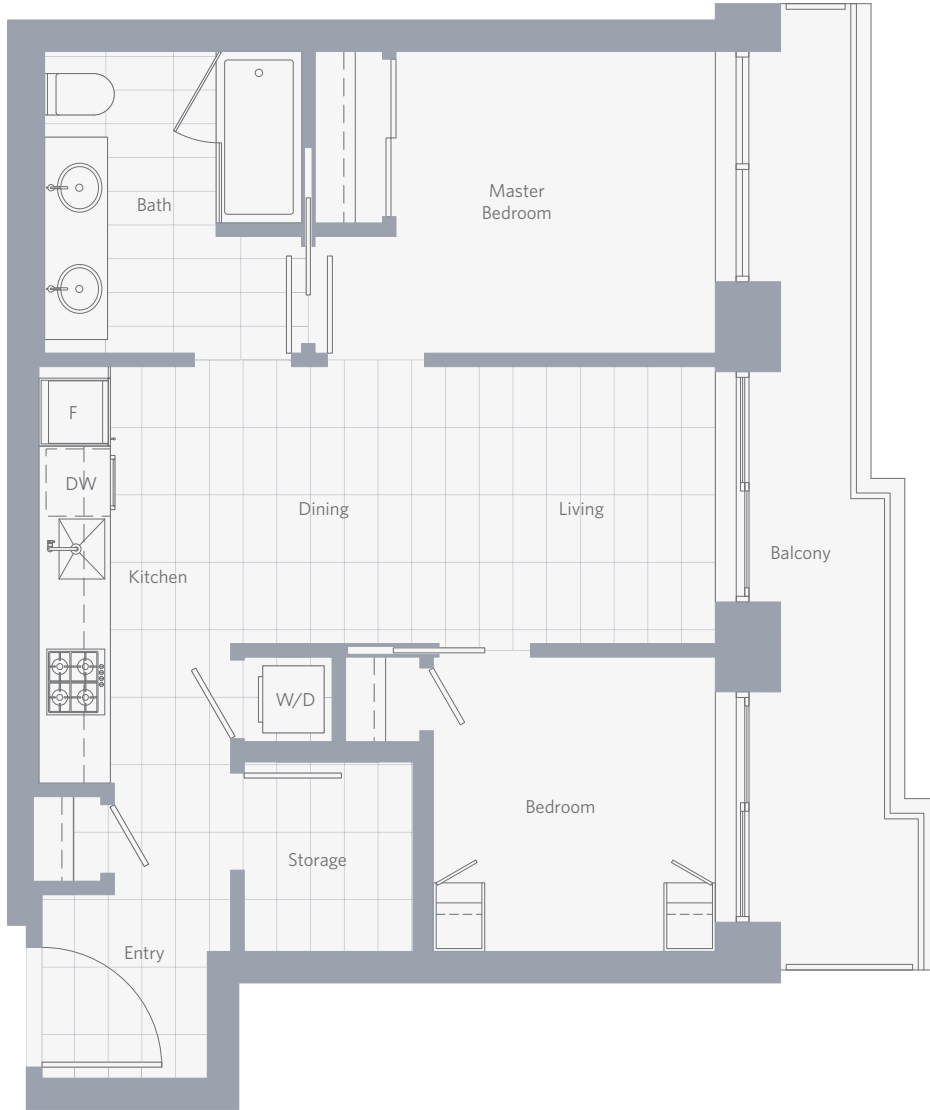 Bath
Master
Bedroom
F
DW
Dining
Living
Balcony
Kitchen
W/D
Bedroom
Storage
Entry